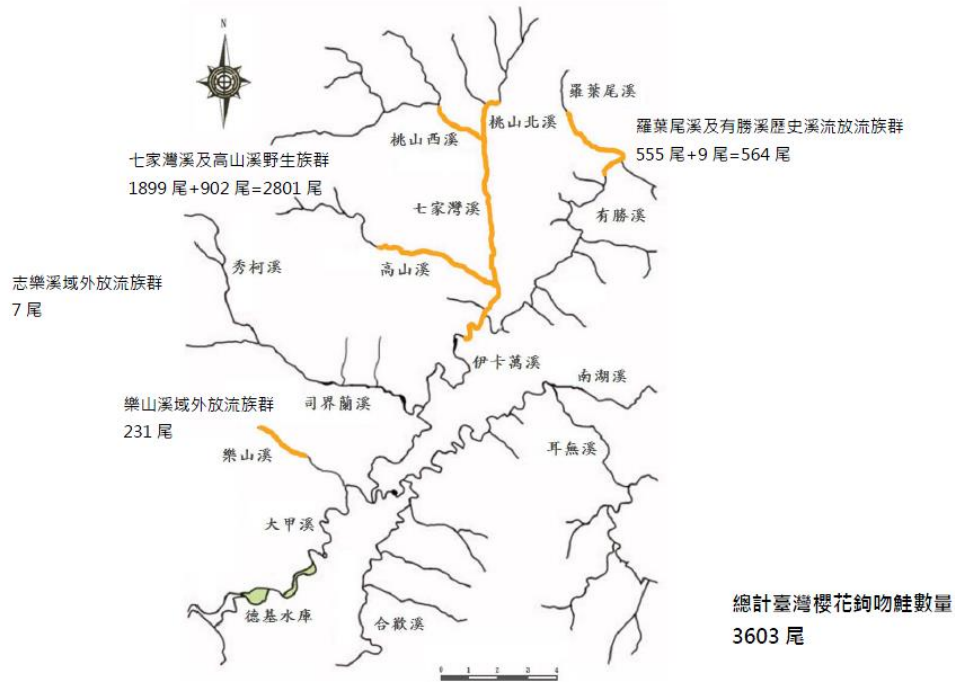 N
羅葉尾溪
桃山北溪
羅葉尾溪及有勝溪歷史溪流放流族群
555 尾+9 尾=564 尾
桃山西溪
七家灣溪及高山溪野生族群
1899 尾+902 尾=2801 尾
七家灣溪
有勝溪
高山溪
秀柯溪
志樂溪域外放流族群
7 尾
伊卡萬溪
南湖溪
司界蘭溪
樂山溪域外放流族群
231 尾
耳無溪
樂山溪
大甲溪
德基水庫
合歡溪
總計臺灣櫻花鉤吻鮭數量
3603 尾
0 1 2 3 4